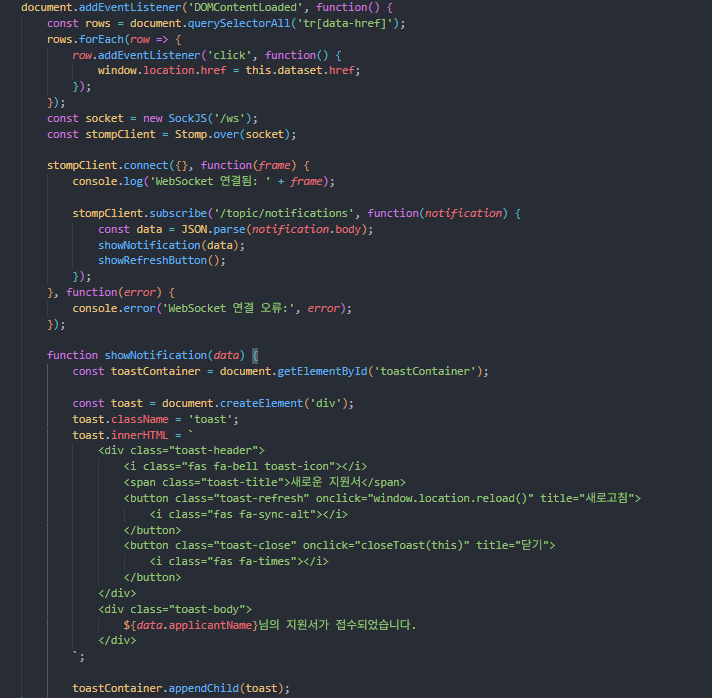 document.addEventListener('DOMContentLoaded', function() {
    const rows = document.querySelectorAll('tr[data-href]');
    rows.forEach(row => {
        row.addEventListener('click', function() {
            window.location.href = this.dataset.href;
        });
    });
    const socket = new SockJS('/ws');
    const stompClient = Stomp.over(socket);

    stompClient.connect({}, function(frame) {
        console.log('WebSocket 연결됨: ' + frame);

        stompClient.subscribe('/topic/notifications', function(notification) {
            const data = JSON.parse(notification.body);
            showNotification(data);
            showRefreshButton();
        });
    }, function(error) {
        console.error('WebSocket 연결 오류:', error);
    });

    function showNotification(data) {
        const toastContainer = document.getElementById('toastContainer');

        const toast = document.createElement('div');
        toast.className = 'toast';
        toast.innerHTML = `
            <div class="toast-header">
                <i class="fas fa-bell toast-icon"></i>
                <span class="toast-title">새로운 지원서</span>
                <button class="toast-refresh" onclick="window.location.reload()" title="새로고침">
                    <i class="fas fa-sync-alt"></i>
                </button>
                <button class="toast-close" onclick="closeToast(this)" title="닫기">
                    <i class="fas fa-times"></i>
                </button>
            </div>
            <div class="toast-body">
                ${data.applicantName}님의 지원서가 접수되었습니다.
            </div>
        `;

        toastContainer.appendChild(toast);